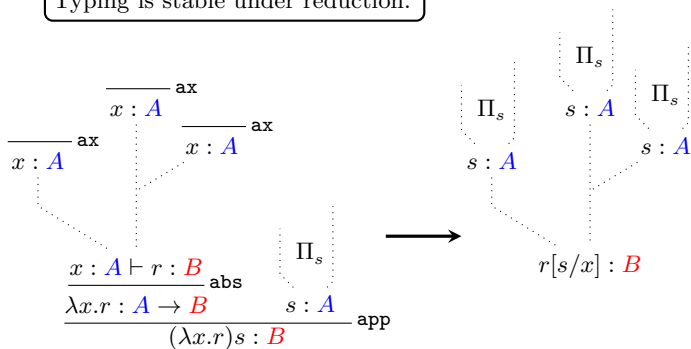 Typing is stable under reduction.
ax
x : A
ax
x : A
ax
x : A
x : A ⊢ r : B
abs
λx.r : A → B
Π_s
s : A
app
(λx.r)s : B
Π_s
s : A
Π_s
s : A
Π_s
s : A
r[s/x] : B